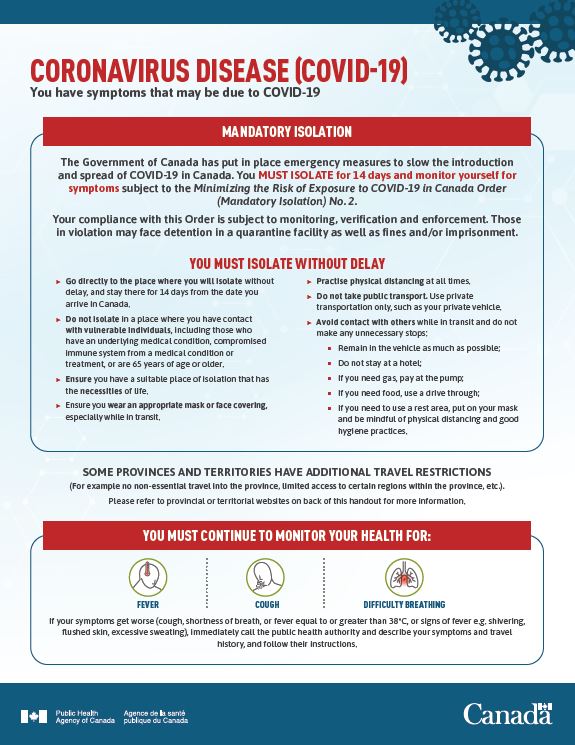 CORONAVIRUS DISEASE (COVID-19)
You have symptoms that may be due to COVID-19
MANDATORY ISOLATION
The Government of Canada has put in place emergency measures to slow the introduction
and spread of COVID-19 in Canada. You MUST ISOLATE for 14 days and monitor yourself for
symptoms subject to the Minimizing the Risk of Exposure to COVID-19 in Canada Order
(Mandatory Isolation) No. 2.
Your compliance with this Order is subject to monitoring, verification and enforcement. Those
in violation may face detention in a quarantine facility as well as fines and/or imprisonment.
YOU MUST ISOLATE WITHOUT DELAY
► Go directly to the place where you will isolate without
delay, and stay there for 14 days from the date you
arrive in Canada.
► Do not isolate in a place where you have contact
with vulnerable individuals, including those who
have an underlying medical condition, compromised
immune system from a medical condition or
treatment, or are 65 years of age or older.
► Ensure you have a suitable place of isolation that has
the necessities of life.
► Ensure you wear an appropriate mask or face covering,
especially while in transit.
► Practise physical distancing at all times.
► Do not take public transport. Use private
transportation only, such as your private vehicle.
► Avoid contact with others while in transit and do not
make any unnecessary stops;
▪ Remain in the vehicle as much as possible;
▪ Do not stay at a hotel;
▪ If you need gas, pay at the pump;
▪ If you need food, use a drive through;
▪ If you need to use a rest area, put on your mask
and be mindful of physical distancing and good
hygiene practices.
SOME PROVINCES AND TERRITORIES HAVE ADDITIONAL TRAVEL RESTRICTIONS
(For example no non-essential travel into the province, limited access to certain regions within the province, etc.).
Please refer to provincial or territorial websites on back of this handout for more information.
YOU MUST CONTINUE TO MONITOR YOUR HEALTH FOR:
FEVER
COUGH
DIFFICULTY BREATHING
If your symptoms get worse (cough, shortness of breath, or fever equal to or greater than 38°C, or signs of fever e.g. shivering,
flushed skin, excessive sweating), immediately call the public health authority and describe your symptoms and travel
history, and follow their instructions.
Public Health Agence de la santé
Agency of Canada publique du Canada
Canada